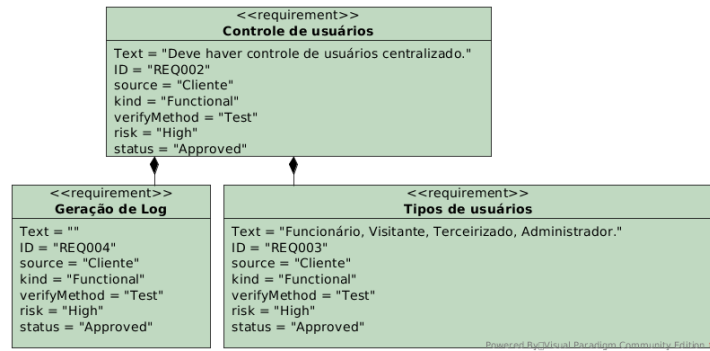 <<requirement>>
Controle de usuários
Text = "Deve haver controle de usuários centralizado."
ID = "REQ002"
source = "Cliente"
kind = "Functional"
verifyMethod = "Test"
risk = "High"
status = "Approved"
<<requirement>>
Geração de Log
Text = ""
ID = "REQ004"
source = "Cliente"
kind = "Functional"
verifyMethod = "Test"
risk = "High"
status = "Approved"
<<requirement>>
Tipos de usuários
Text = "Funcionário, Visitante, Terceirizado, Administrador."
ID = "REQ003"
source = "Cliente"
kind = "Functional"
verifyMethod = "Test"
risk = "High"
status = "Approved"
Powered By Visual Paradigm Community Edition